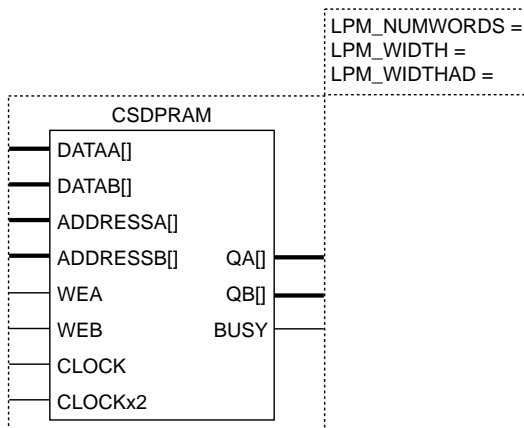 LPM_NUMWORDS =
LPM_WIDTH =
LPM_WIDTHAD =
CSDPRAM
DATAA[]
DATAB[]
ADDRESSA[]
ADDRESSB[] QA[]
WEA QB[]
WEB BUSY
CLOCK
CLOCKx2